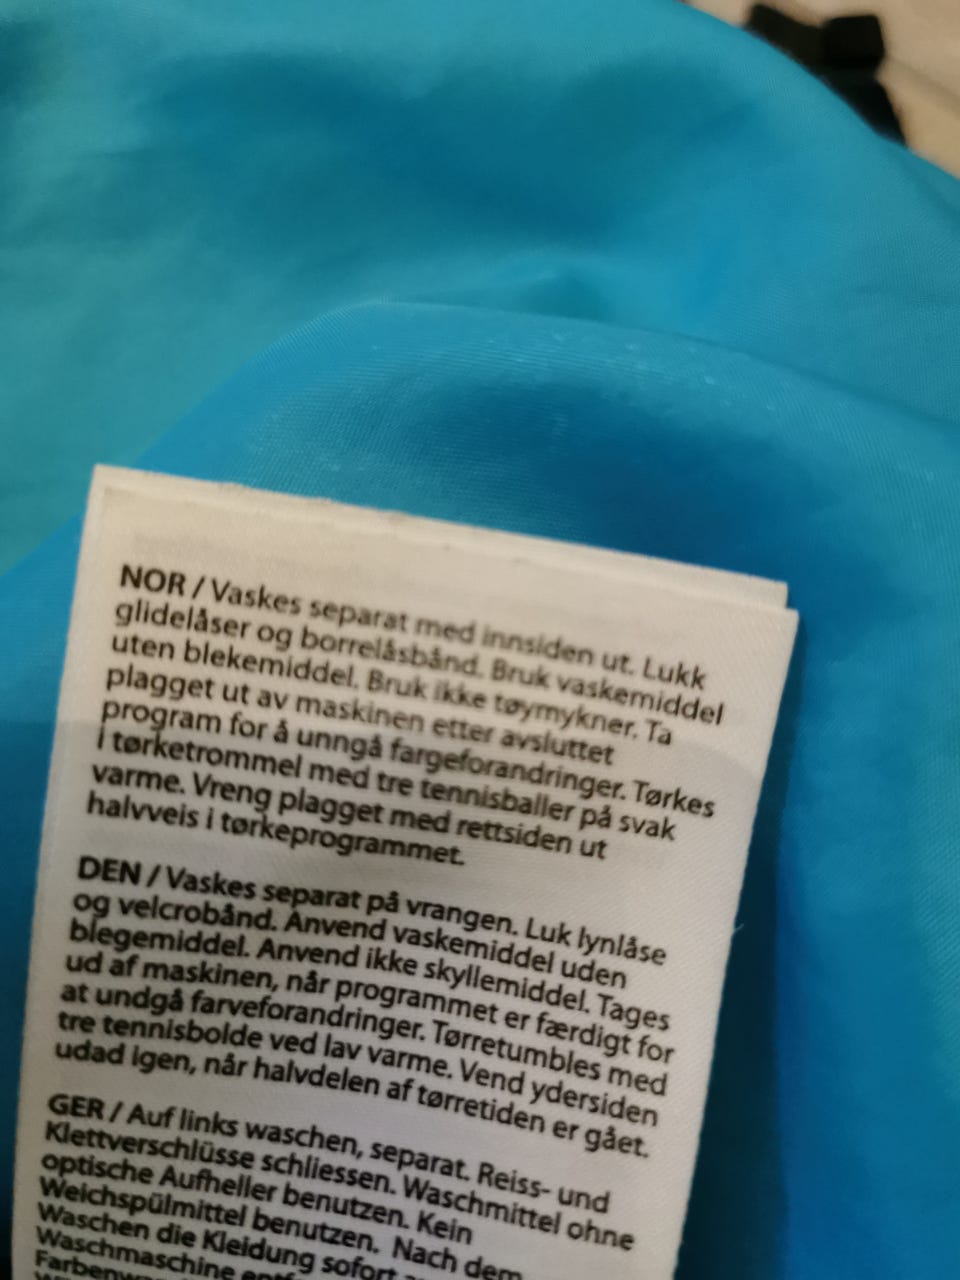 NOR / Vaskes separat med innsiden ut. Lukk
glidelåser og borrelåsbånd. Bruk vaskemiddel
uten blekemiddel. Bruk ikke tøymykner. Ta
plagget ut av maskinen etter avsluttet
program for å unngå fargeforandringer. Tørkes
i tørketrommel med tre tennisballer på svak
varme. Vreng plagget med rettsiden ut
halvveis i tørkeprogrammet.
DEN / Vaskes separat på vrangen. Luk lynlåse
og velcrobånd. Anvend vaskemiddel uden
blegemiddel. Anvend ikke skyllemiddel. Tages
ud af maskinen, når programmet er færdigt for
at undgå farveforandringer. Tørretumbles med
tre tennisbolde ved lav varme. Vend ydersiden
udad igen, når halvdelen af tørretiden er gået.
GER / Auf links waschen, separat. Reiss- und
Klettverschlüsse schliessen. Waschmittel ohne
optische Aufheller benutzen. Kein
Weichspülmittel benutzen. Nach dem
Waschen die Kleidung sofort
Waschmaschine